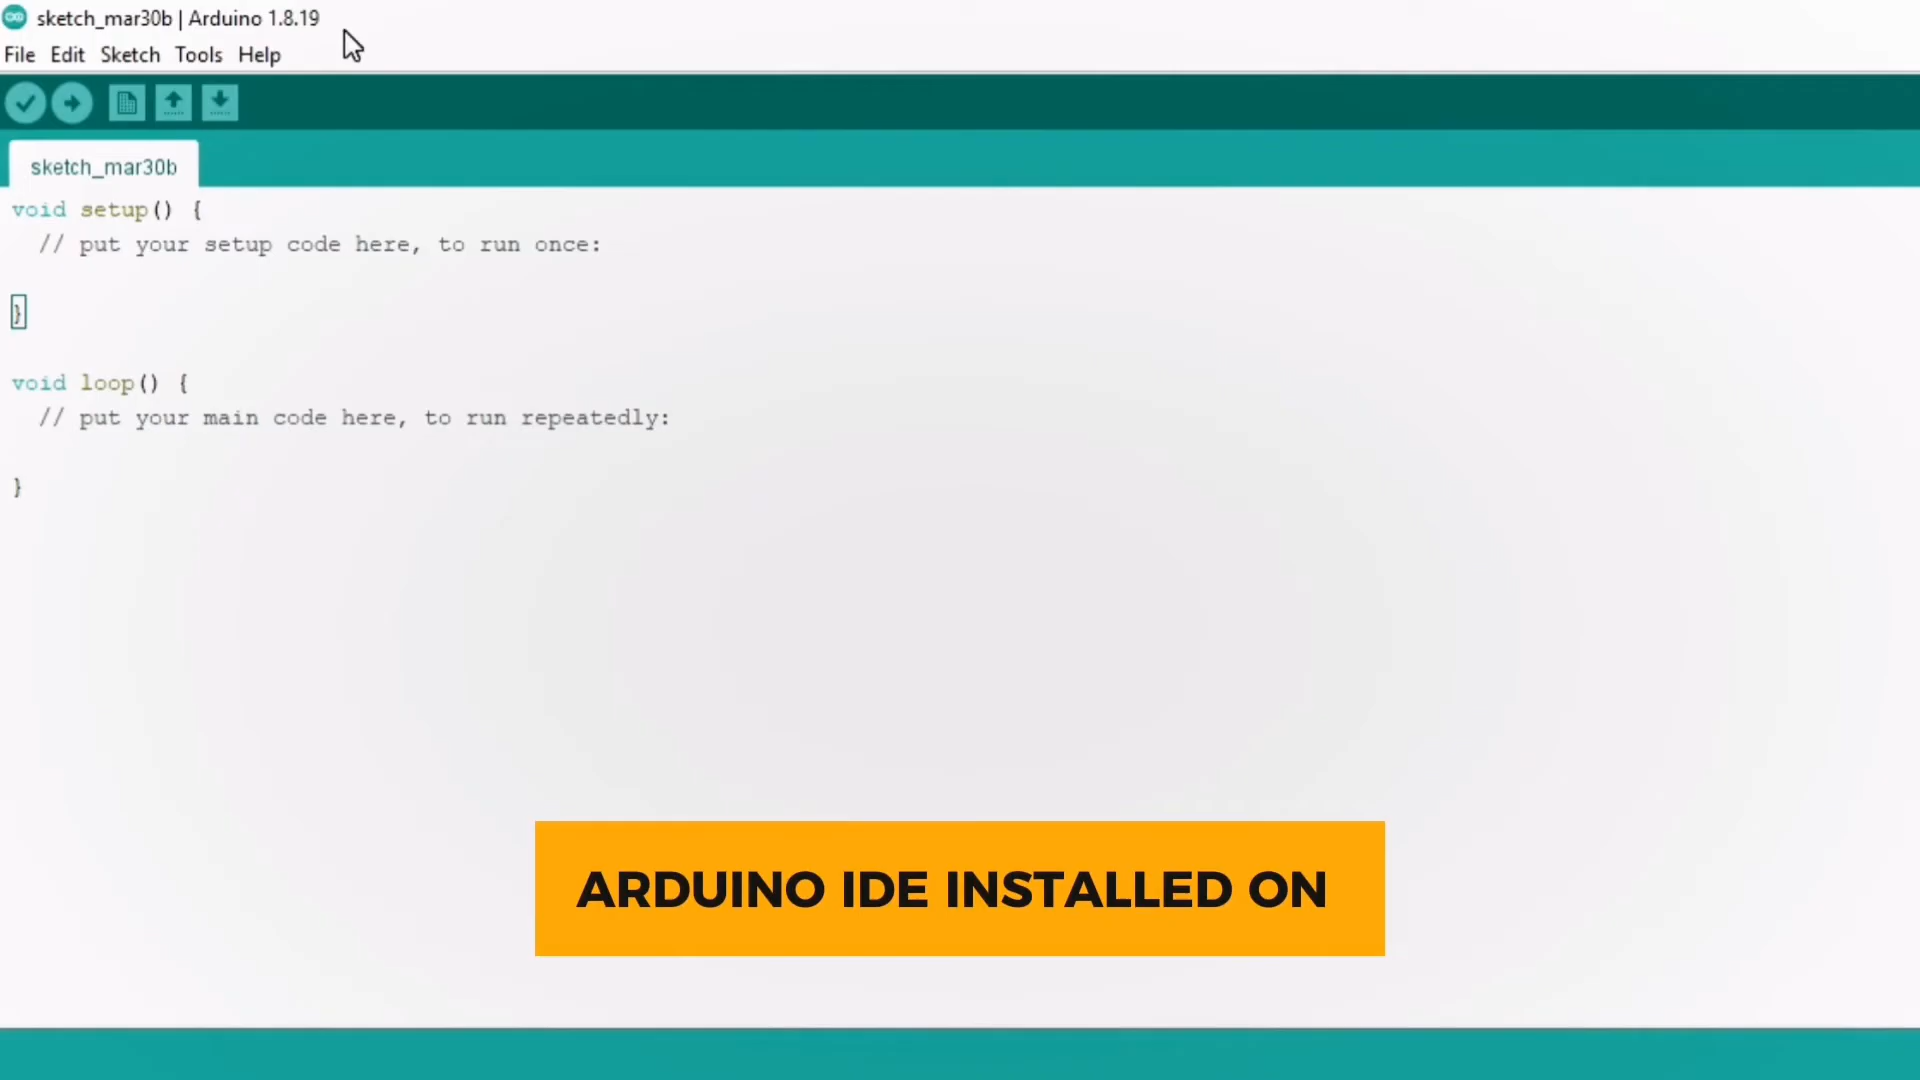 sketch_mar30b | Arduino 1.8.19
File Edit Sketch Tools Help
sketch_mar30b
void setup() {
  // put your setup code here, to run once:
}
void loop() {
  // put your main code here, to run repeatedly:
}
ARDUINO IDE INSTALLED ON